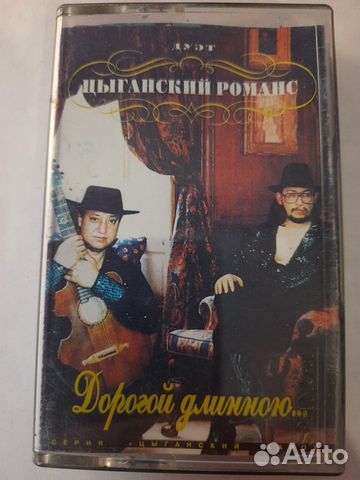 ДУЭТ
ЦЫГАНСКИЙ РОМАНС
Дорогой длинною...
СЕРИЯ ЦЫГАНСКИЙ
Avito